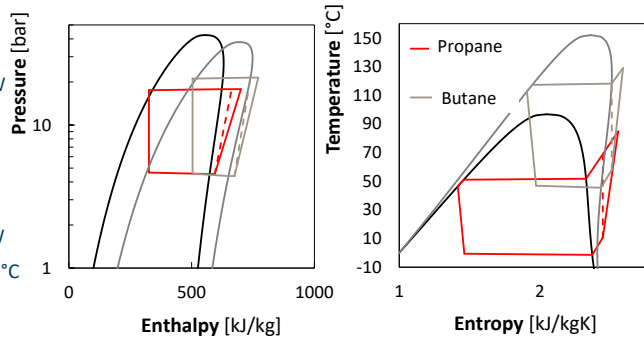 Pressure [bar]
10
1
0
500
1000
Enthalpy [kJ/kg]
Temperature [°C]
150
130
110
90
70
50
30
10
-10
1
2
Entropy [kJ/kgK]
Propane
Butane
°C